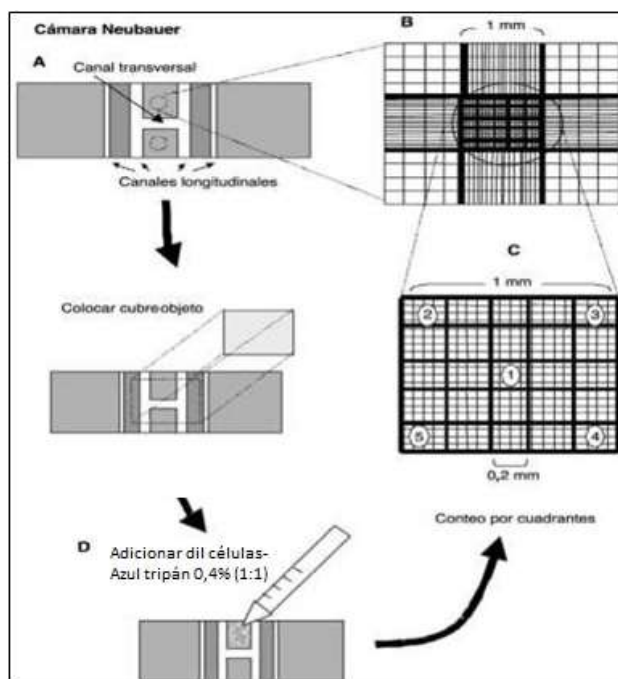 Cámara Neubauer
A
Canal transversal
Canales longitudinales
B
1 mm
C
1 mm
2
3
1
5
4
0,2 mm
Conteo por cuadrantes
Colocar cubreobjeto
D
Adicionar dil células-
Azul tripán 0,4% (1:1)